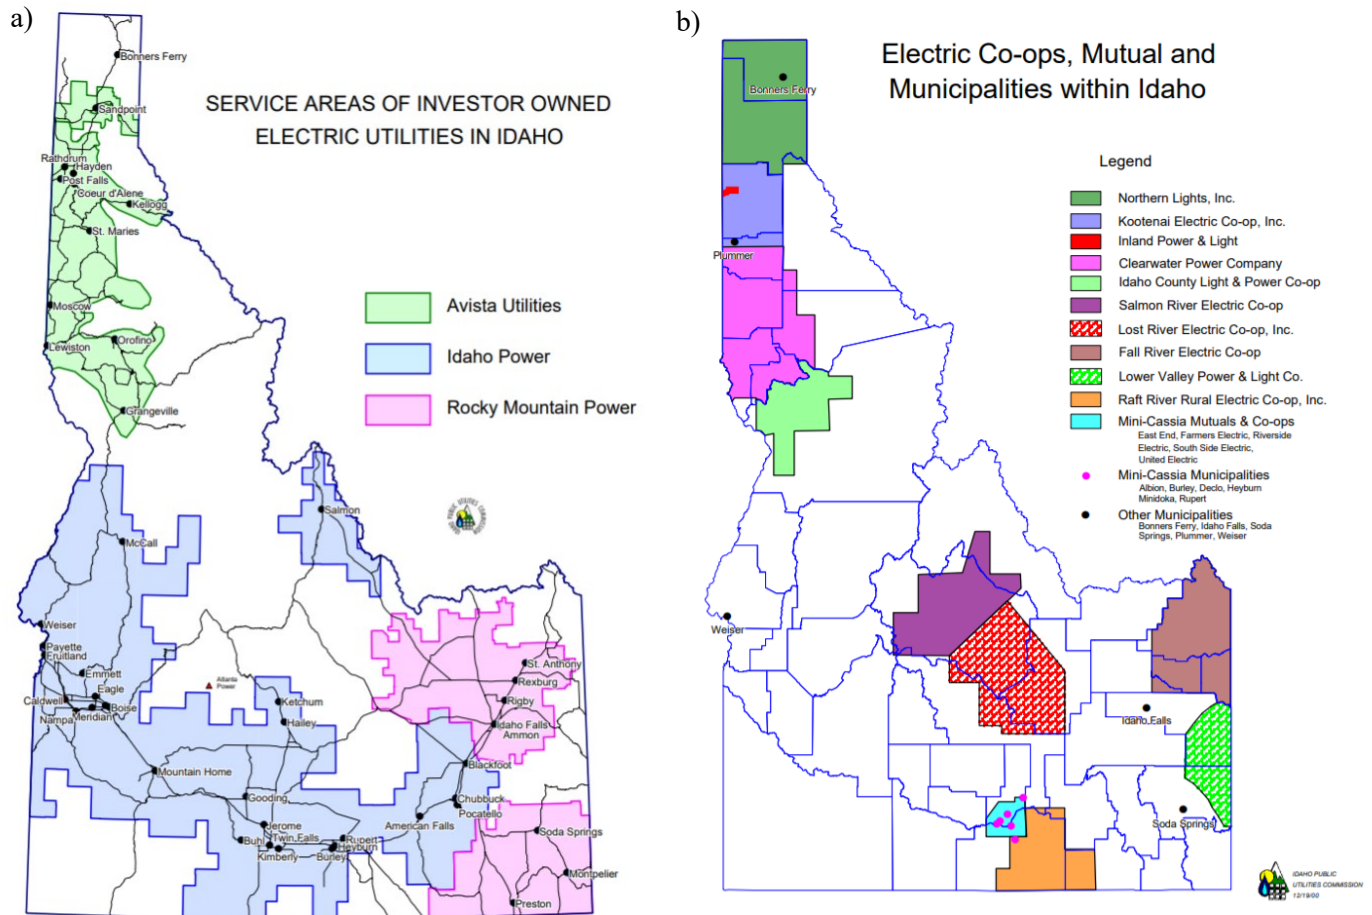 a)
SERVICE AREAS OF INVESTOR OWNED
ELECTRIC UTILITIES IN IDAHO
Bonners Ferry
Sandpoint
Rathdrum
Hayden
Post Falls
Coeur d'Alene
Kellogg
St. Maries
Moscow
Orofino
Lewiston
Grangeville
Avista Utilities
Idaho Power
Rocky Mountain Power
Salmon
McCall
Weiser
Payette
Fruitland
Emmett
Eagle
Caldwell
Boise
Nampa
Meridian
Atlanta
Power
Ketchum
Hailey
St. Anthony
Rexburg
Rigby
Idaho Falls
Ammon
Mountain Home
Blackfoot
Gooding
Chubbuck
Pocatello
American Falls
Jerome
Twin Falls
Buhl
Kimberly
Rupert
Heyburn
Burley
Soda Springs
Montpelier
Preston
b)
Electric Co-ops, Mutual and
Municipalities within Idaho
Bonners Ferry
Plummer
Weiser
Idaho Falls
Soda Springs
Legend
Northern Lights, Inc.
Kootenai Electric Co-op, Inc.
Inland Power & Light
Clearwater Power Company
Idaho County Light & Power Co-op
Salmon River Electric Co-op
Lost River Electric Co-op, Inc.
Fall River Electric Co-op
Lower Valley Power & Light Co.
Raft River Rural Electric Co-op, Inc.
Mini-Cassia Mutuals & Co-ops
East End, Farmers Electric, Riverside
Electric, South Side Electric,
United Electric
Mini-Cassia Municipalities
Albion, Burley, Declo, Heyburn
Minidoka, Rupert
Other Municipalities
Bonners Ferry, Idaho Falls, Soda
Springs, Plummer, Weiser
IDAHO PUBLIC
UTILITIES COMMISSION